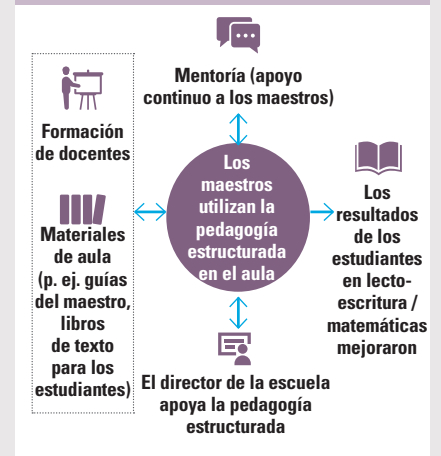 Mentoría (apoyo
continuo a los maestros)
Formación
de docentes
Materiales
de aula
(p. ej. guías
del maestro,
libros
de texto
para los
estudiantes)
Los
maestros
utilizan la
pedagogía
estructurada
en el aula
Los
resultados
de los
estudiantes
en lecto-
escritura /
matemáticas
mejoraron
El director de la escuela
apoya la pedagogía
estructurada